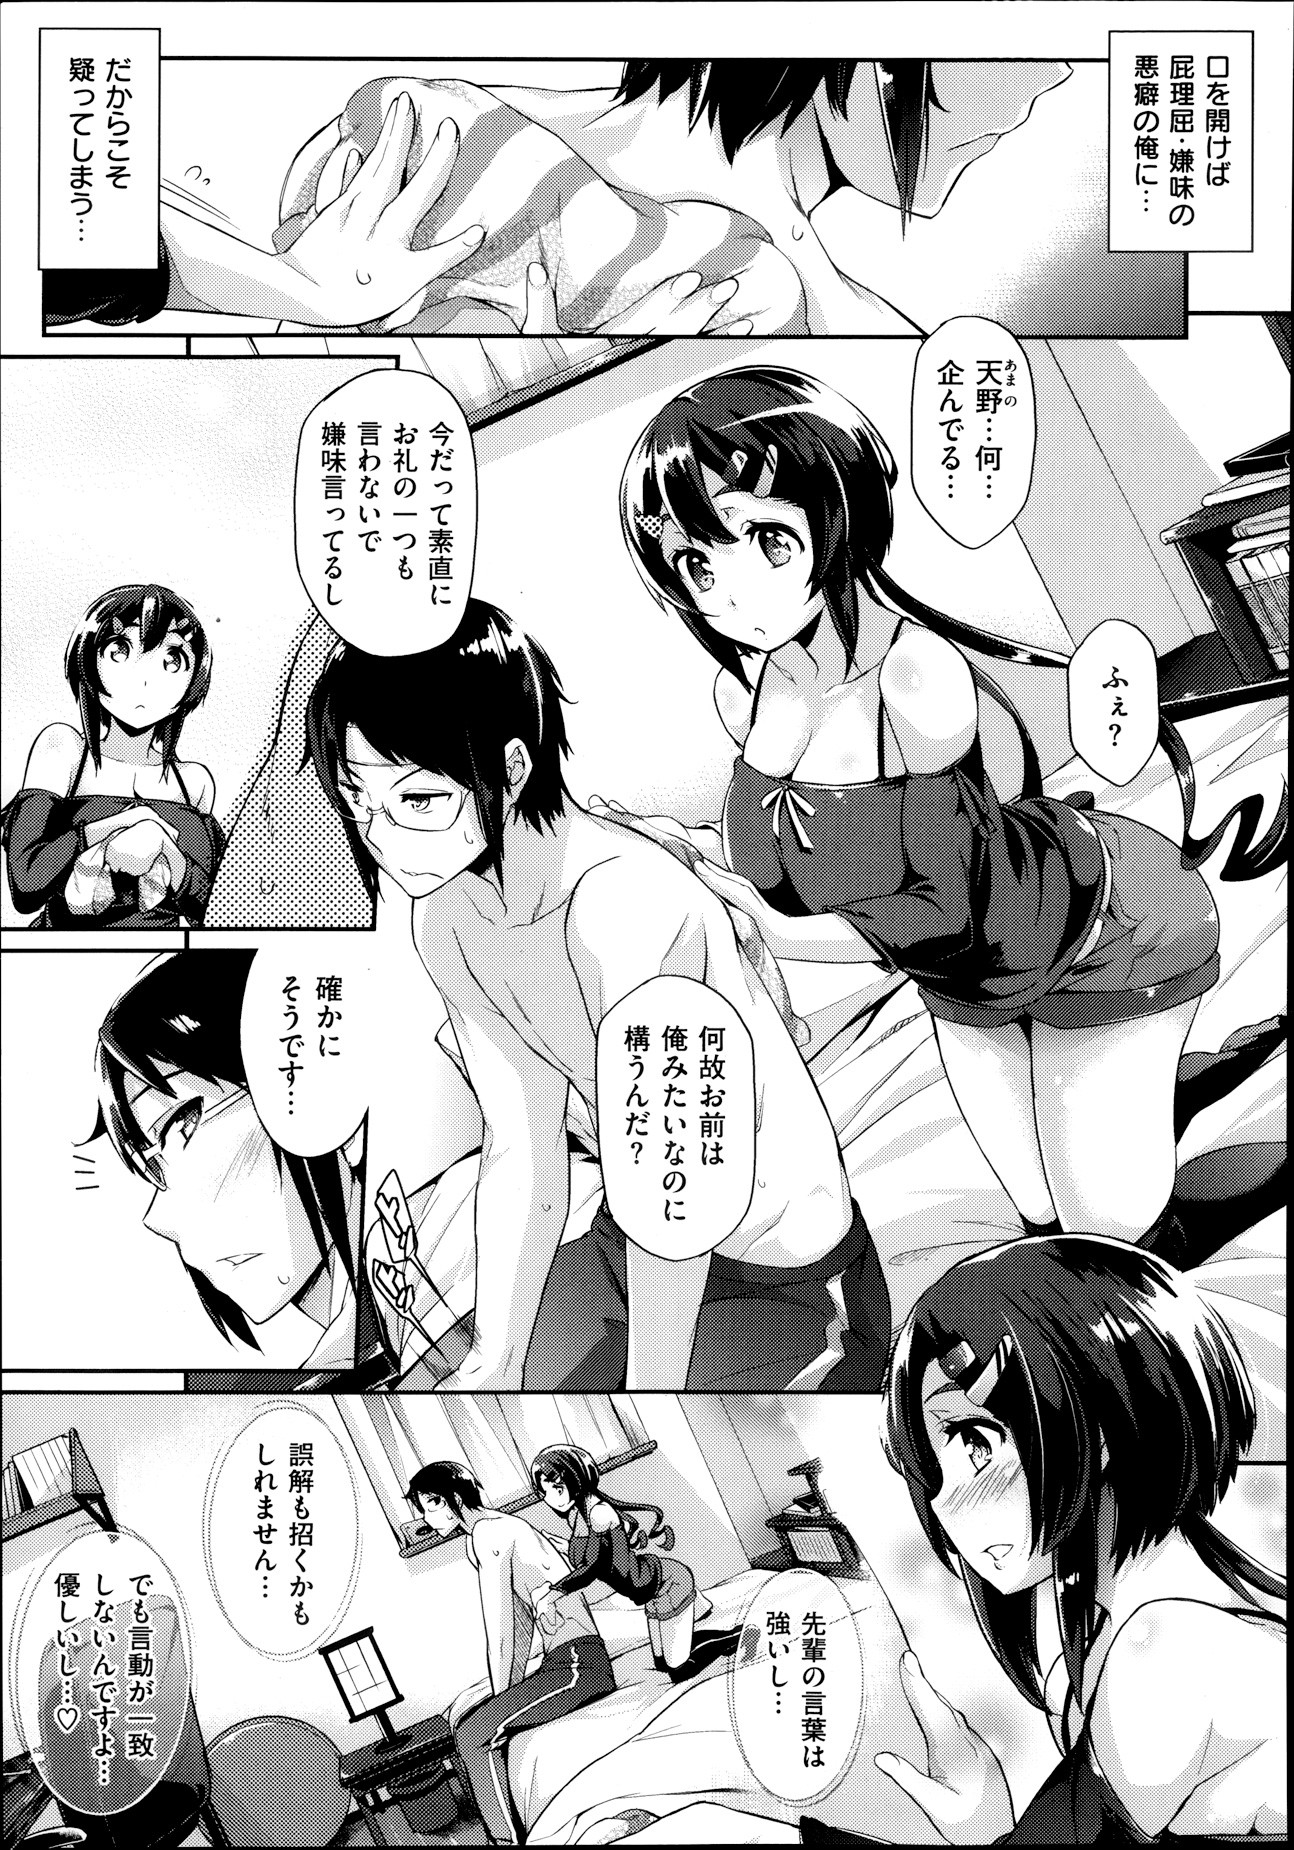 口を開けば
屁理屈・嫌味の
悪癖の俺に…
だからこそ
疑ってしまう…
天野…何…
あまの
企んでる…
ふぇ？
今だって素直に
お礼の一つも
言わないで
嫌味言ってるし
何故お前は
俺みたいなのに
構うんだ？
確かに
そうです…
先輩の言葉は
強いし…
誤解も招くかも
しれません…
でも言動が一致
しないんですよ…
優しいし…♡